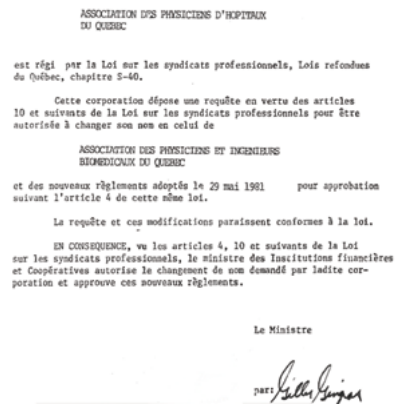 ASSOCIATION DES PHYSICIENS D'HOPITAUX
DU QUEBEC
est régi par la Loi sur les syndicats professionnels, Lois refondues
du Québec, chapitre S-40.
Cette corporation dépose une requête en vertu des articles
10 et suivants de la Loi sur les syndicats professionnels pour être
autorisée à changer son nom en celui de
ASSOCIATION DES PHYSICIENS ET INGENIEURS
BIOMEDICAUX DU QUEBEC
et des nouveaux règlements adoptés le 29 mai 1981 pour approbation
suivant l'article 4 de cette même loi.
La requête et ces modifications paraissent conformes à la loi.
EN CONSEQUENCE, vu les articles 4, 10 et suivants de la Loi
sur les syndicats professionnels, le ministre des Institutions financières
et Coopératives autorise le changement de nom demandé par ladite cor-
poration et approuve ces nouveaux règlements.
Le Ministre
par: